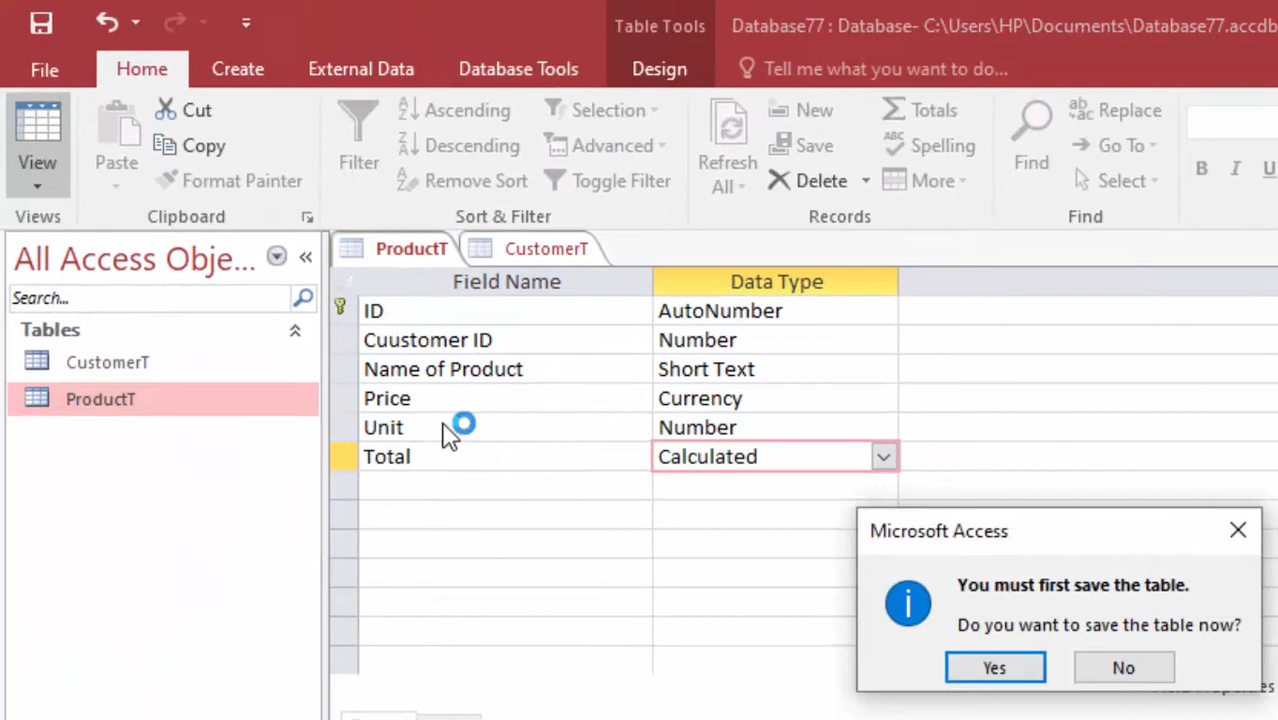 Table Tools
Database77 : Database- C:\Users\HP\Documents\Database77.accdb
File
Home
Create
External Data
Database Tools
Design
Tell me what you want to do...
View
Paste
Cut
Copy
Format Painter
Filter
Ascending
Descending
Remove Sort
Selection
Advanced
Toggle Filter
Refresh
All
New
Save
Delete
Totals
Spelling
More
Find
Replace
Go To
Select
B I U
Views
Clipboard
Sort & Filter
Records
Find
All Access Obje...
Search...
Tables
CustomerT
ProductT
ProductT
CustomerT
Field Name Data Type
ID AutoNumber
Cuustomer ID Number
Name of Product Short Text
Price Currency
Unit Number
Total Calculated
Microsoft Access
You must first save the table.
Do you want to save the table now?
Yes No